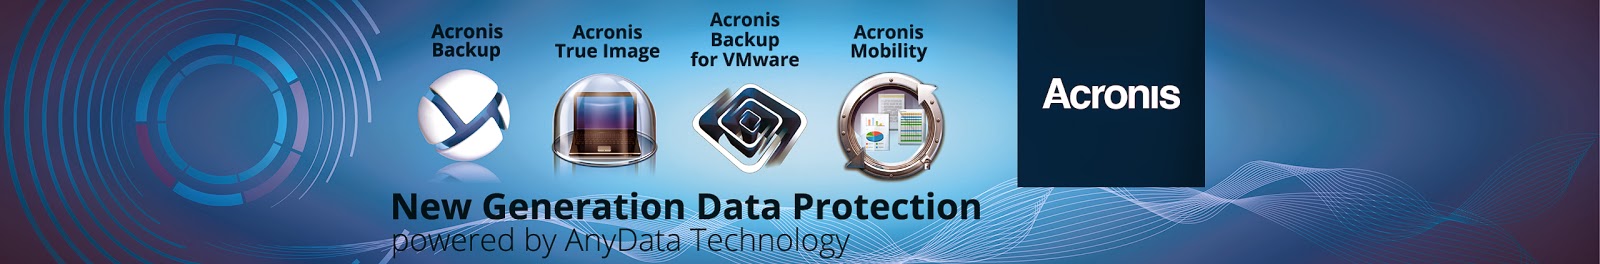 Acronis
Backup
Acronis
True Image
Acronis
Backup
for VMware
Acronis
Mobility
Acronis
New Generation Data Protection
powered by AnyData Technology